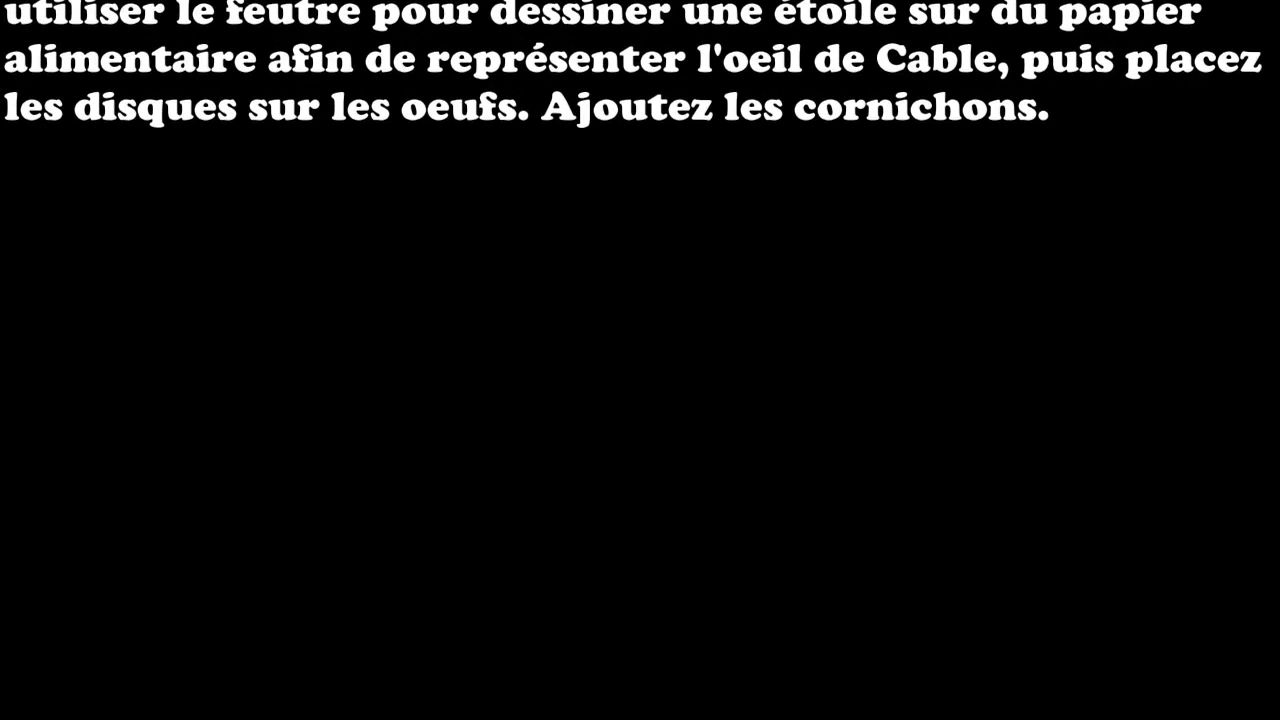 utiliser le feutre pour dessiner une étoile sur du papier
alimentaire afin de représenter l'oeil de Cable, puis placez
les disques sur les oeufs. Ajoutez les cornichons.